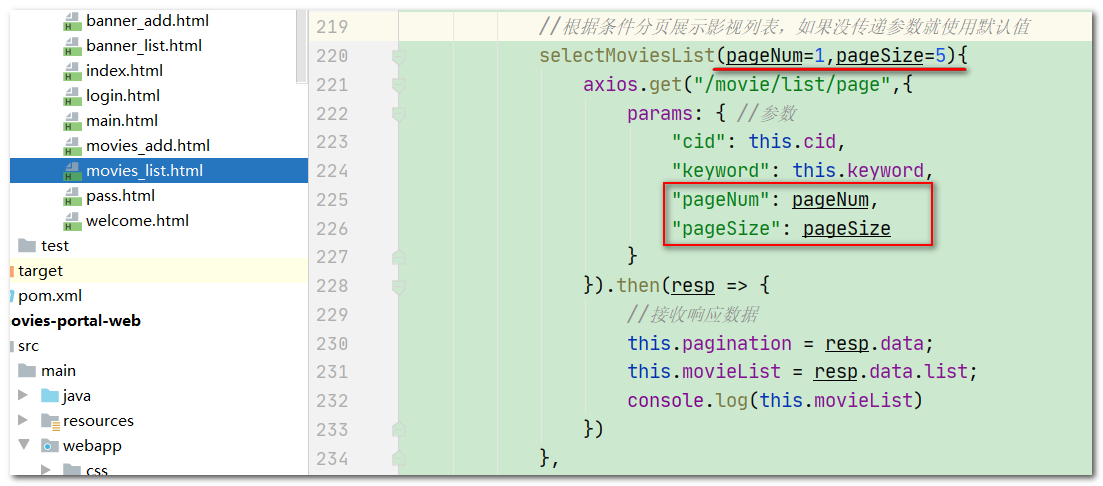 banner_add.html
banner_list.html
index.html
login.html
main.html
movies_add.html
movies_list.html
pass.html
welcome.html
test
target
pom.xml
ovies-portal-web
src
main
java
resources
webapp
css
219 //根据条件分页展示影视列表，如果没传递参数就使用默认值
220 selectMoviesList(pageNum=1,pageSize=5){
221 axios.get("/movie/list/page",{
222 params: { //参数
223 "cid": this.cid,
224 "keyword": this.keyword,
225 "pageNum": pageNum,
226 "pageSize": pageSize
227 }
228 }).then(resp => {
229 //接收响应数据
230 this.pagination = resp.data;
231 this.movieList = resp.data.list;
232 console.log(this.movieList)
233 })
234 },